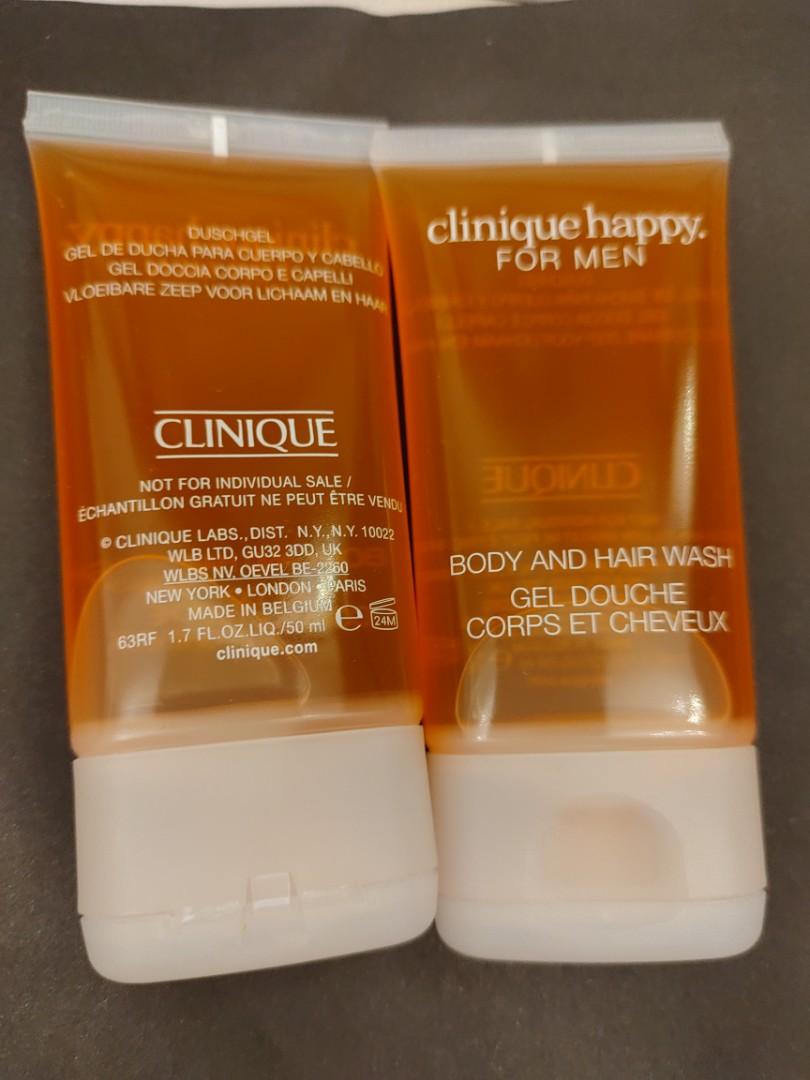 DUSCHGEL
GEL DE DUCHA PARA CUERPO Y CABELLO
GEL DOCCIA CORPO E CAPELLI
VLOEIBARE ZEEP VOOR LICHAAM EN HAAR
CLINIQUE
NOT FOR INDIVIDUAL SALE /
ÉCHANTILLON GRATUIT NE PEUT ÊTRE VENDU
© CLINIQUE LABS., DIST. N.Y., N.Y. 10022
WLB LTD, GU32 3DD, UK
WLBS NV. OEVEL BE-2260
NEW YORK • LONDON • PARIS
MADE IN BELGIUM
63RF 1.7 FL.OZ.LIQ./50 ml e 24M
clinique.com
clinique happy.
FOR MEN
BODY AND HAIR WASH
GEL DOUCHE
CORPS ET CHEVEUX